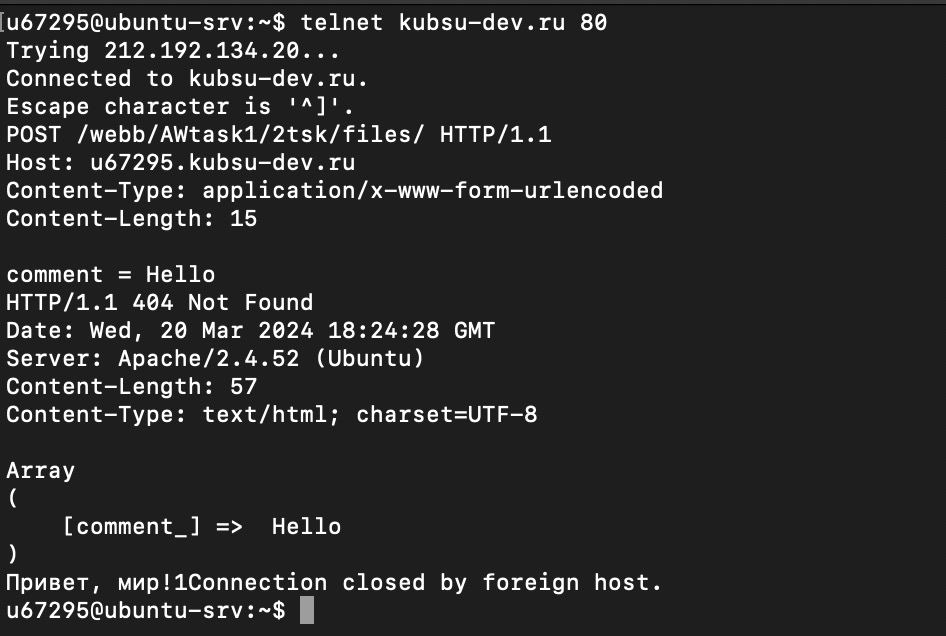 u67295@ubuntu-srv:~$ telnet kubsu-dev.ru 80
Trying 212.192.134.20...
Connected to kubsu-dev.ru.
Escape character is '^]'.
POST /webb/AWtask1/2tsk/files/ HTTP/1.1
Host: u67295.kubsu-dev.ru
Content-Type: application/x-www-form-urlencoded
Content-Length: 15

comment = Hello
HTTP/1.1 404 Not Found
Date: Wed, 20 Mar 2024 18:24:28 GMT
Server: Apache/2.4.52 (Ubuntu)
Content-Length: 57
Content-Type: text/html; charset=UTF-8

Array
(
    [comment_] =>  Hello
)
Привет, мир!1Connection closed by foreign host.
u67295@ubuntu-srv:~$